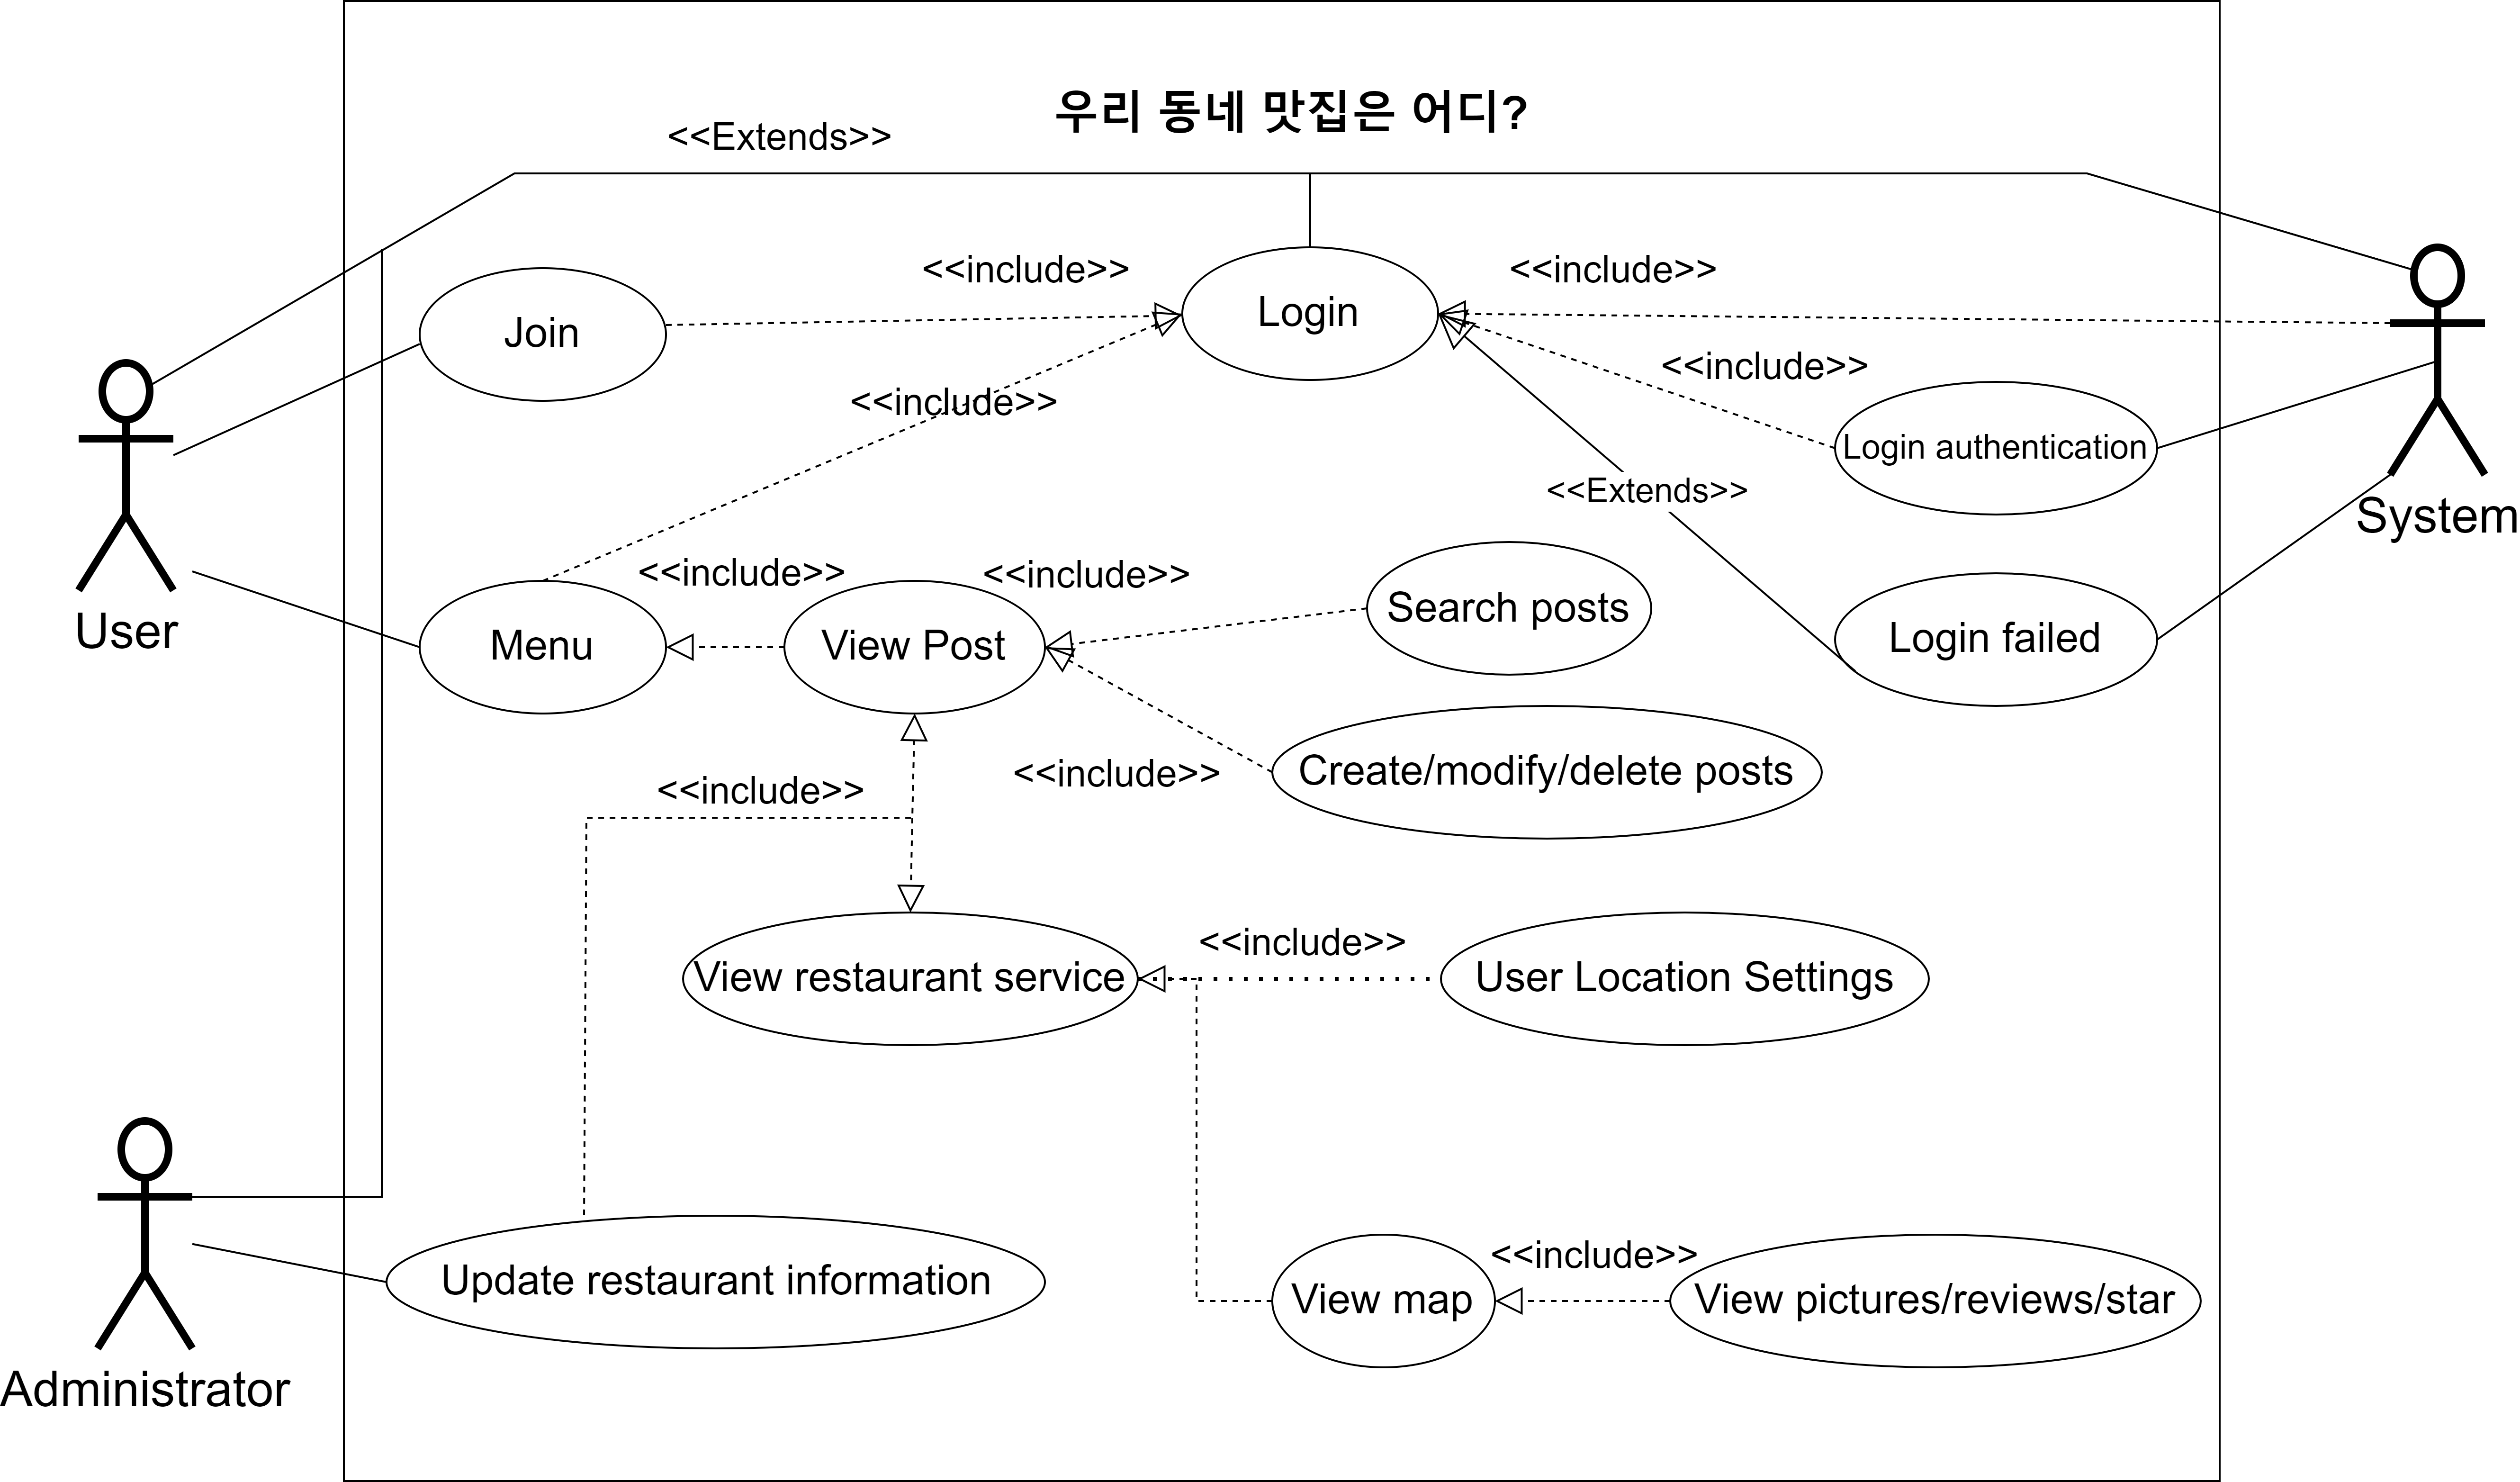 우리 동네 맛집은 어디?
<<Extends>>
<<include>>
<<include>>
Join
Login
<<include>>
<<include>>
Login authentication
<<Extends>>
System
User
<<include>>
<<include>>
Search posts
Menu
View Post
Login failed
<<include>>
<<include>>
Create/modify/delete posts
<<include>>
View restaurant service
User Location Settings
<<include>>
Update restaurant information
View map
View pictures/reviews/star
Administrator